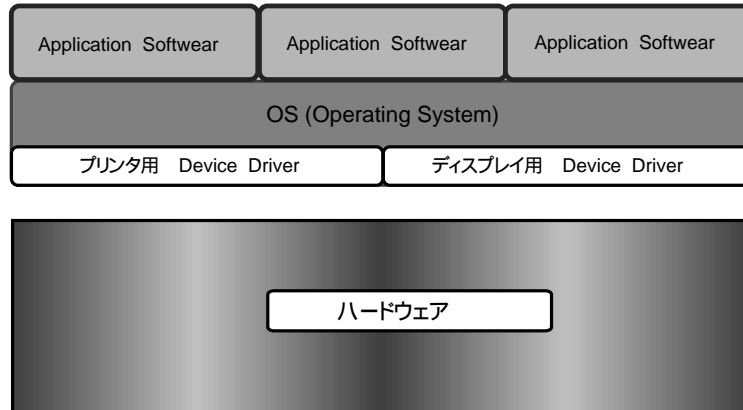 Application Softwear
Application Softwear
Application Softwear
OS (Operating System)
プリンタ用 Device Driver
ディスプレイ用 Device Driver
ハードウェア